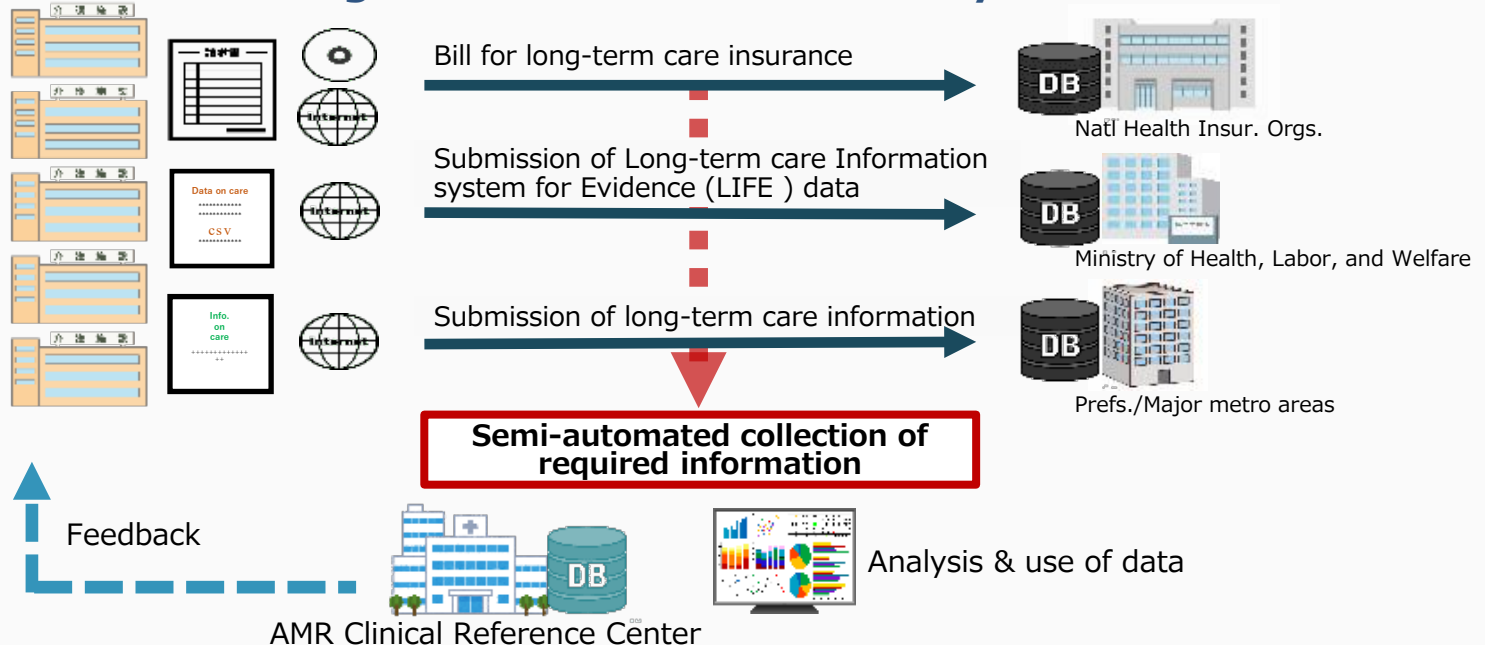 Bill for long-term care insurance
DB
Natl Health Insur. Orgs.
Internet
Submission of Long-term care Information
system for Evidence (LIFE ) data
Data on care
************
************
CSV
************
Internet
DB
Ministry of Health, Labor, and Welfare
Info.
on
care
+++++++++++++
++
Internet
Submission of long-term care information
DB
Prefs./Major metro areas
Semi-automated collection of
required information
Feedback
DB
Analysis & use of data
AMR Clinical Reference Center